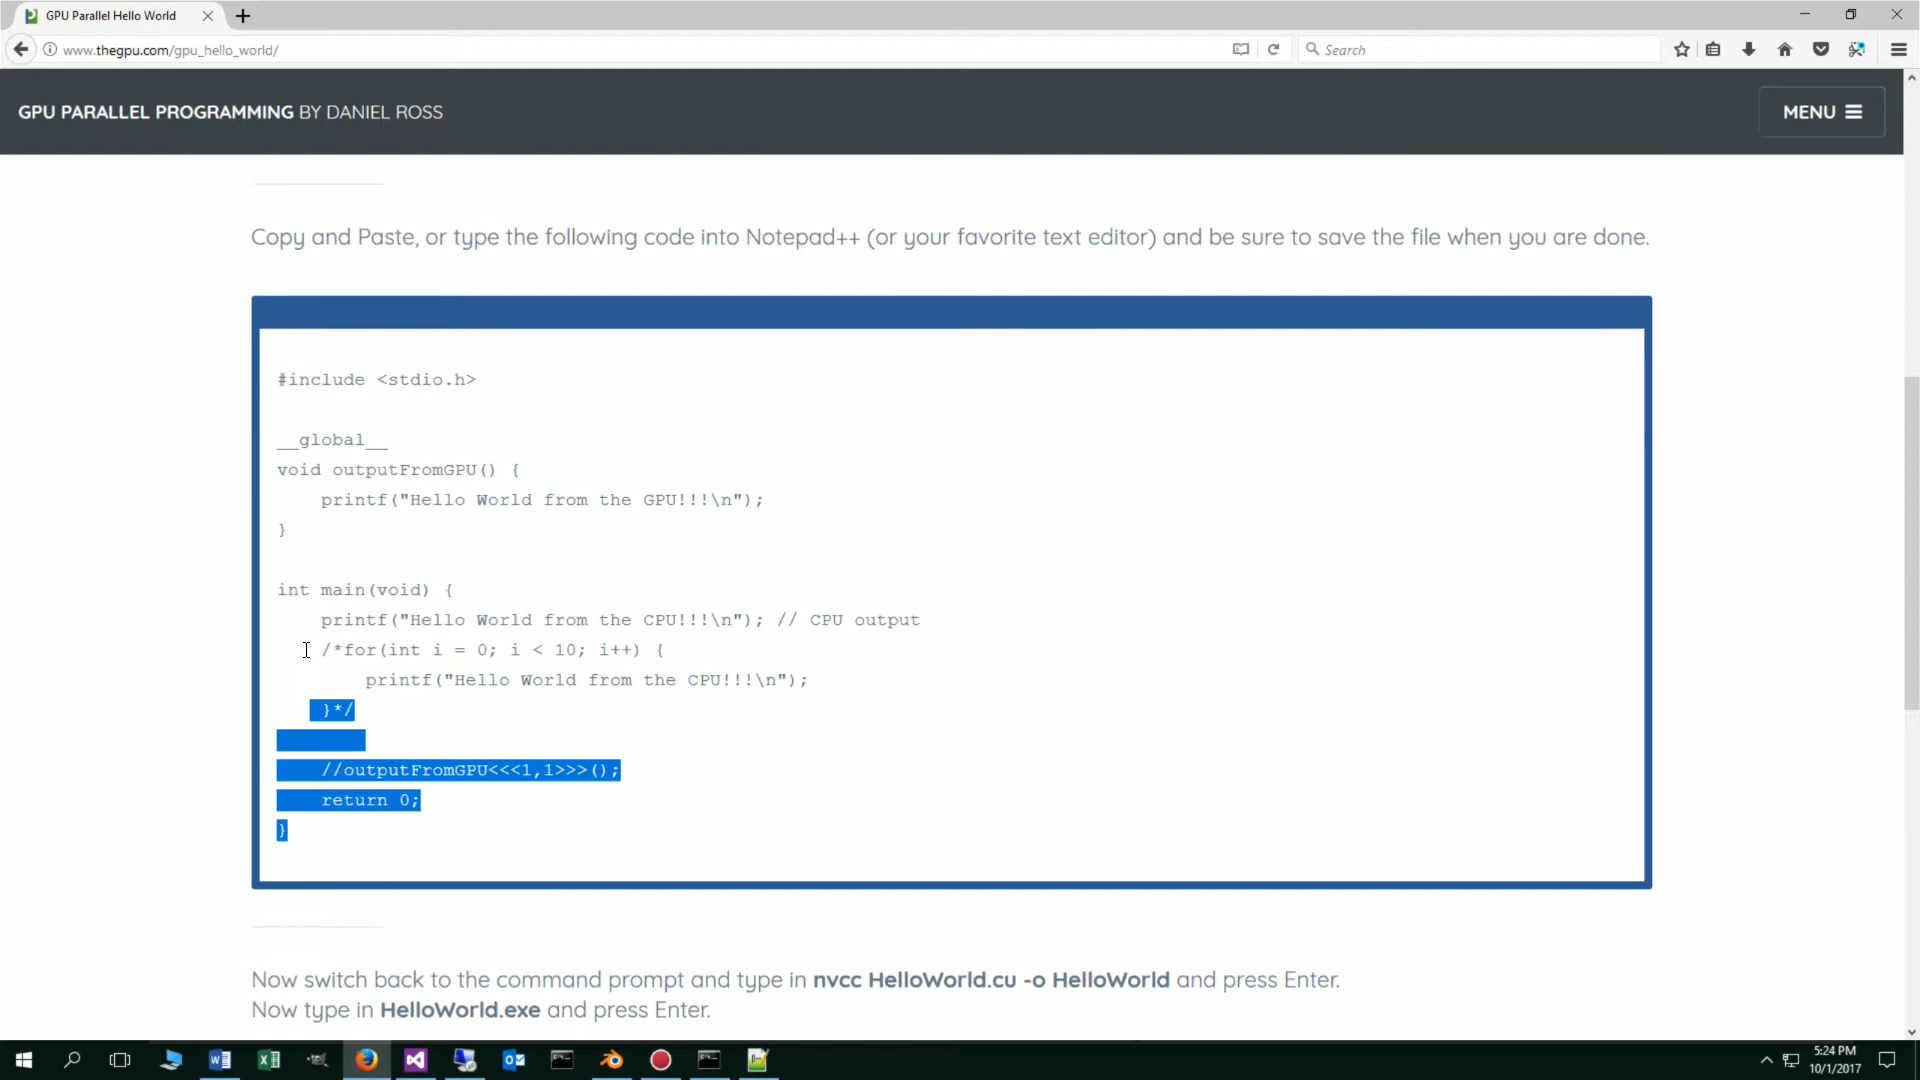 GPU Parallel Hello World
www.thegpu.com/gpu_hello_world/
Search
GPU PARALLEL PROGRAMMING BY DANIEL ROSS
MENU
Copy and Paste, or type the following code into Notepad++ (or your favorite text editor) and be sure to save the file when you are done.
#include <stdio.h>
__global__
void outputFromGPU() {
    printf("Hello World from the GPU!!!\n");
}
int main(void) {
    printf("Hello World from the CPU!!!\n"); // CPU output
    /*for(int i = 0; i < 10; i++) {
        printf("Hello World from the CPU!!!\n");
    }*/
    //outputFromGPU<<<1,1>>>();
    return 0;
}
Now switch back to the command prompt and type in nvcc HelloWorld.cu -o HelloWorld and press Enter.
Now type in HelloWorld.exe and press Enter.
5:24 PM
10/1/2017